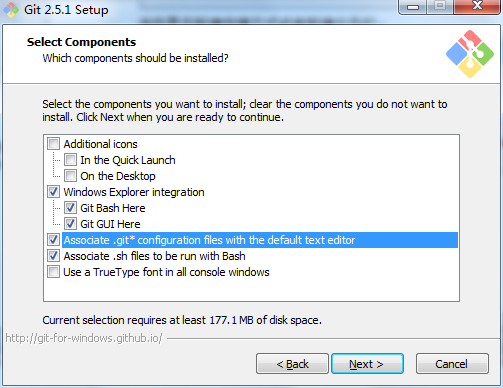 Git 2.5.1 Setup
Select Components
Which components should be installed?
Select the components you want to install; clear the components you do not want to
install. Click Next when you are ready to continue.
Additional icons
In the Quick Launch
On the Desktop
Windows Explorer integration
Git Bash Here
Git GUI Here
Associate .git* configuration files with the default text editor
Associate .sh files to be run with Bash
Use a TrueType font in all console windows
Current selection requires at least 177.1 MB of disk space.
http://git-for-windows.github.io/
< Back
Next >
Cancel